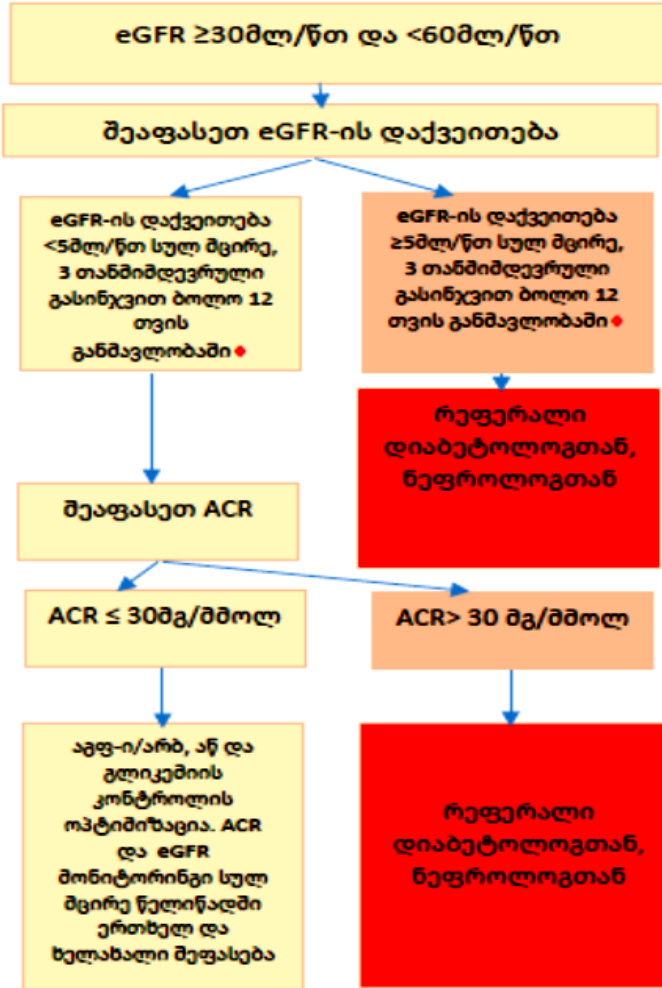 eGFR ≥30მლ/წთ და <60მლ/წთ
შეაფასეთ eGFR-ის დაქვეითება
eGFR-ის დაქვეითება
<5მლ/წთ სულ მცირე,
3 თანმიმდევრული
გასინჯვით ბოლო 12
თვის
განმავლობაში
eGFR-ის დაქვეითება
≥5მლ/წთ სულ მცირე,
3 თანმიმდევრული
გასინჯვით ბოლო 12
თვის განმავლობაში
რეფერალი
დიაბეტოლოგთან,
ნეფროლოგთან
შეაფასეთ ACR
ACR ≤ 30მგ/მმოლ
ACR> 30 მგ/მმოლ
აგფ-ი/არბ, აწ და
გლიკემიის
კონტროლის
ოპტიმიზაცია. ACR
და eGFR
მონიტორინგი სულ
მცირე წელიწადში
ერთხელ და
ხელახალი შეფასება
რეფერალი
დიაბეტოლოგთან,
ნეფროლოგთან